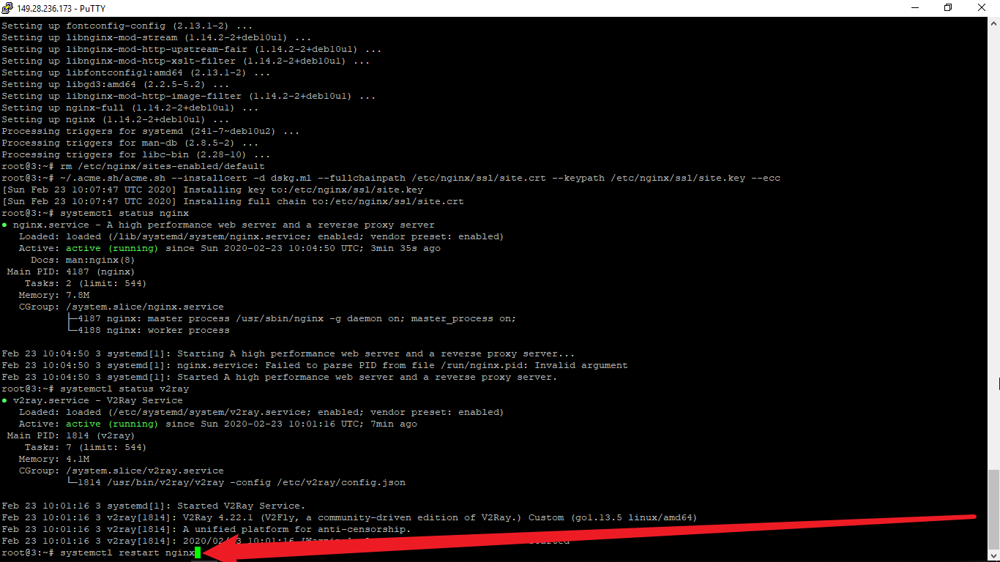 149.28.236.173 - PuTTY
Setting up fontconfig-config (2.13.1-2) ...
Setting up libnginx-mod-stream (1.14.2-2+deb10u1) ...
Setting up libnginx-mod-http-upstream-fair (1.14.2-2+deb10u1) ...
Setting up libnginx-mod-http-xslt-filter (1.14.2-2+deb10u1) ...
Setting up libfontconfig1:amd64 (2.13.1-2) ...
Setting up libgd3:amd64 (2.2.5-5.2) ...
Setting up libnginx-mod-http-image-filter (1.14.2-2+deb10u1) ...
Setting up nginx-full (1.14.2-2+deb10u1) ...
Setting up nginx (1.14.2-2+deb10u1) ...
Processing triggers for systemd (241-7~deb10u2) ...
Processing triggers for man-db (2.8.5-2) ...
Processing triggers for libc-bin (2.28-10) ...
root@3:~# rm /etc/nginx/sites-enabled/default
root@3:~# ~/.acme.sh/acme.sh --installcert -d dskg.ml --fullchainpath /etc/nginx/ssl/site.crt --keypath /etc/nginx/ssl/site.key --ecc
[Sun Feb 23 10:07:47 UTC 2020] Installing key to:/etc/nginx/ssl/site.key
[Sun Feb 23 10:07:47 UTC 2020] Installing full chain to:/etc/nginx/ssl/site.crt
root@3:~# systemctl status nginx
● nginx.service - A high performance web server and a reverse proxy server
Loaded: loaded (/lib/systemd/system/nginx.service; enabled; vendor preset: enabled)
Active: active (running) since Sun 2020-02-23 10:04:50 UTC; 3min 35s ago
Docs: man:nginx(8)
Main PID: 4187 (nginx)
Tasks: 2 (limit: 544)
Memory: 7.8M
CGroup: /system.slice/nginx.service
├─4187 nginx: master process /usr/sbin/nginx -g daemon on; master_process on;
└─4188 nginx: worker process
Feb 23 10:04:50 3 systemd[1]: Starting A high performance web server and a reverse proxy server...
Feb 23 10:04:50 3 systemd[1]: nginx.service: Failed to parse PID from file /run/nginx.pid: Invalid argument
Feb 23 10:04:50 3 systemd[1]: Started A high performance web server and a reverse proxy server.
root@3:~# systemctl status v2ray
● v2ray.service - V2Ray Service
Loaded: loaded (/etc/systemd/system/v2ray.service; enabled; vendor preset: enabled)
Active: active (running) since Sun 2020-02-23 10:01:16 UTC; 7min ago
Main PID: 1814 (v2ray)
Tasks: 7 (limit: 544)
Memory: 4.1M
CGroup: /system.slice/v2ray.service
└─1814 /usr/bin/v2ray/v2ray -config /etc/v2ray/config.json
Feb 23 10:01:16 3 systemd[1]: Started V2Ray Service.
Feb 23 10:01:16 3 v2ray[1814]: V2Ray 4.22.1 (V2Fly, a community-driven edition of V2Ray.) Custom (go1.13.5 linux/amd64)
Feb 23 10:01:16 3 v2ray[1814]: A unified platform for anti-censorship.
Feb 23 10:01:16 3 v2ray[1814]: 2020/02/23 10:01:16 started
root@3:~# systemctl restart nginx